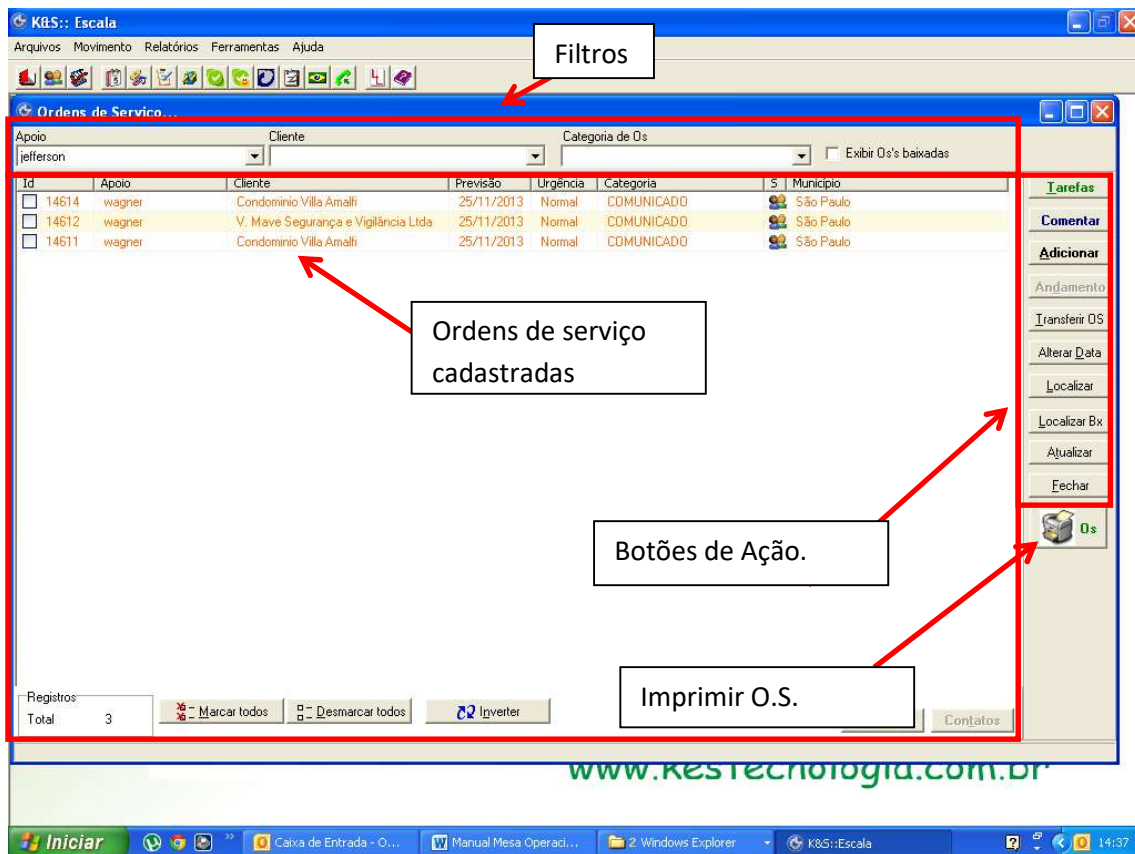 K&S:: Escala
Arquivos Movimento Relatórios Ferramentas Ajuda
Filtros
Ordens de Serviço...
Apoio Cliente Categoria de Os
jefferson Exibir Os's baixadas
Id Apoio Cliente Previsão Urgência Categoria S Município
14614 wagner Condominio Villa Amalfi 25/11/2013 Normal COMUNICADO São Paulo
14612 wagner V. Mave Segurança e Vigilância Ltda 25/11/2013 Normal COMUNICADO São Paulo
14611 wagner Condominio Villa Amalfi 25/11/2013 Normal COMUNICADO São Paulo
Tarefas
Comentar
Adicionar
Andamento
Transferir OS
Alterar Data
Localizar
Localizar Bx
Atualizar
Fechar
Os
Ordens de serviço
cadastradas
Botões de Ação.
Imprimir O.S.
Registros
Total 3
Marcar todos Desmarcar todos Inverter
Contatos
www.kestecnologia.com.br
Iniciar Caixa de Entrada - O... Manual Mesa Operaci... 2 Windows Explorer K&S::Escala 14:37